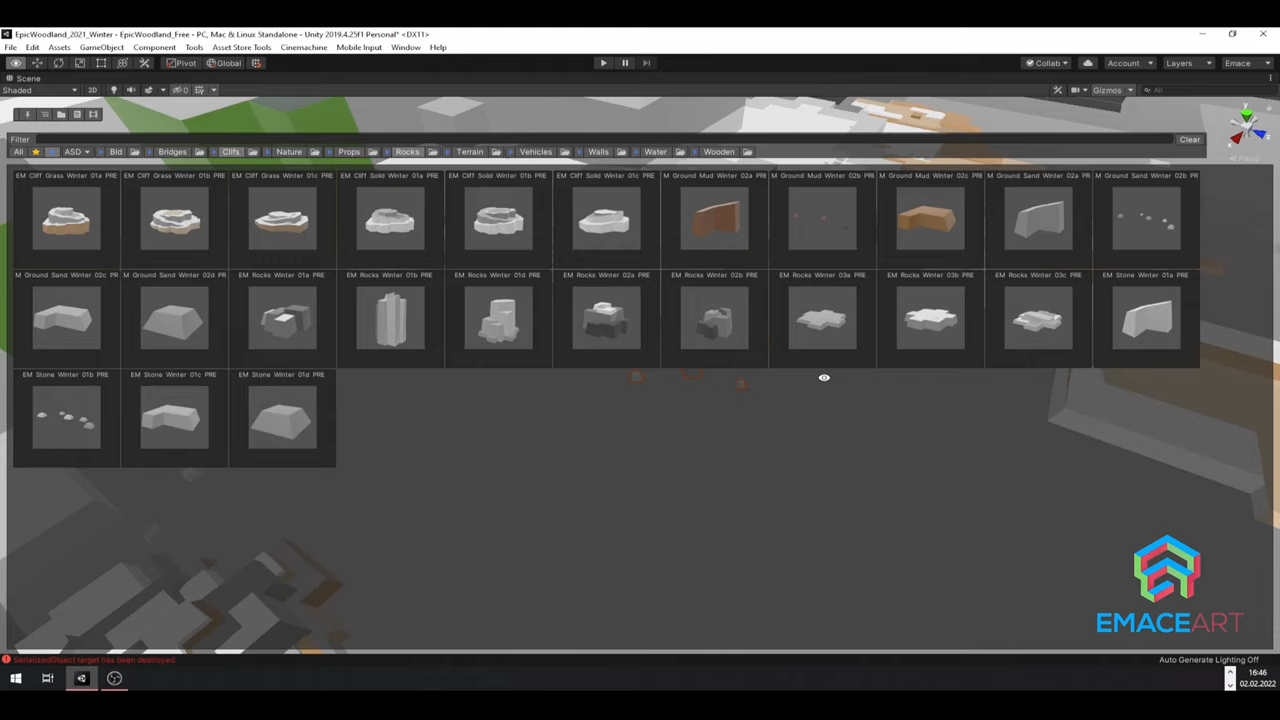 EpicWoodland_2021_Winter - EpicWoodland_Free - PC, Mac & Linux Standalone - Unity 2019.4.25f1 Personal* <DX11>
File Edit Assets GameObject Component Tools Asset Store Tools Cinemachine Mobile Input Window Help
Pivot Global Collab Account Layers Emace
Scene
Shaded 2D 0 Gizmos All
Filter Clear
All ASD Bld Bridges Clifs Nature Props Rocks Terrain Vehicles Walls Water Wooden
Persp
EM Cliff Grass Winter 01a PRE EM Cliff Grass Winter 01b PRE EM Cliff Grass Winter 01c PRE EM Cliff Solid Winter 01a PRE EM Cliff Solid Winter 01b PRE EM Cliff Solid Winter 01c PRE M Ground Mud Winter 02a PR M Ground Mud Winter 02b PR M Ground Mud Winter 02c PR M Ground Sand Winter 02a PR M Ground Sand Winter 02b PR
M Ground Sand Winter 02c PR M Ground Sand Winter 02d PR EM Rocks Winter 01a PRE EM Rocks Winter 01b PRE EM Rocks Winter 01d PRE EM Rocks Winter 02a PRE EM Rocks Winter 02b PRE EM Rocks Winter 03a PRE EM Rocks Winter 03b PRE EM Rocks Winter 03c PRE EM Stone Winter 01a PRE
EM Stone Winter 01b PRE EM Stone Winter 01c PRE EM Stone Winter 01d PRE
EMACEART
SerializedObject target has been destroyed. Auto Generate Lighting Off
16:46
02.02.2022